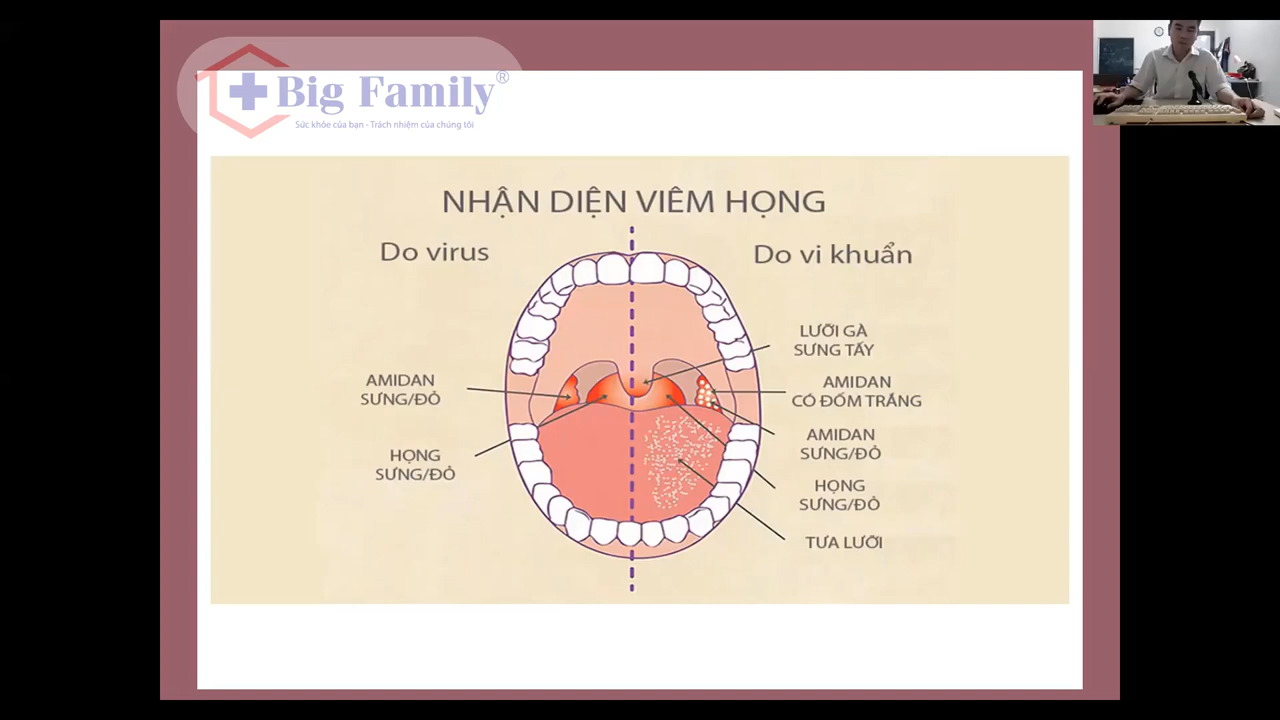 Big Family®
Sức khỏe của bạn - Trách nhiệm của chúng tôi
NHẬN DIỆN VIÊM HỌNG
Do virus
Do vi khuẩn
AMIDAN
SƯNG/ĐỎ
HỌNG
SƯNG/ĐỎ
LƯỠI GÀ
SƯNG TẤY
AMIDAN
CÓ ĐỐM TRẮNG
AMIDAN
SƯNG/ĐỎ
HỌNG
SƯNG/ĐỎ
TƯA LƯỠI